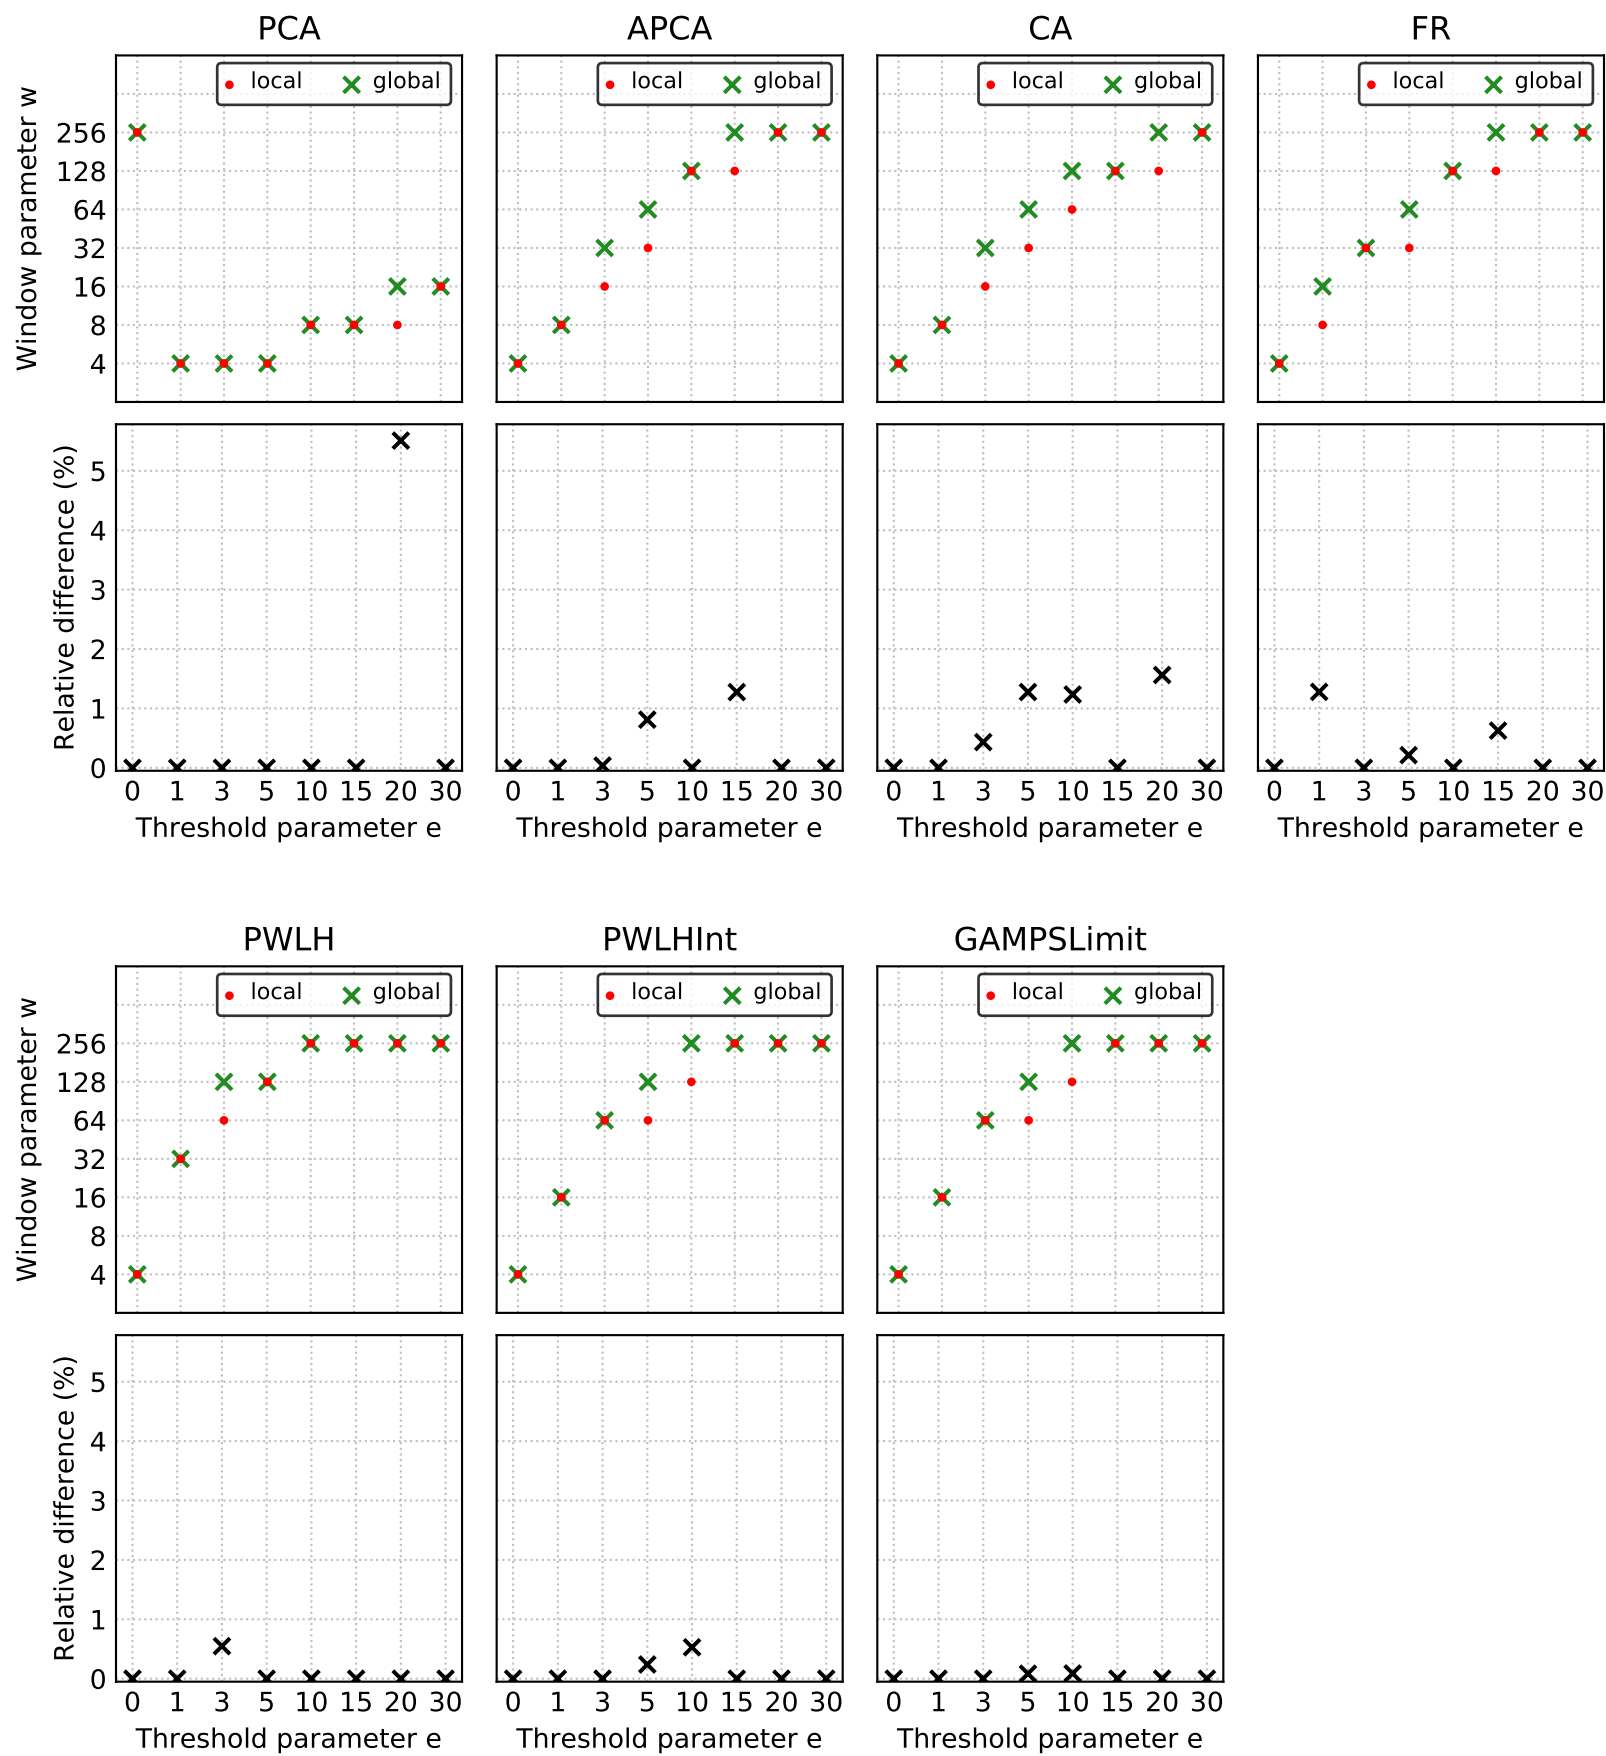 PCA APCA CA FR
local global local global local global local global
Window parameter w
256
128
64
32
16
8
4
Relative difference (%)
5
4
3
2
1
0
0 1 3 5 10 15 20 30 0 1 3 5 10 15 20 30 0 1 3 5 10 15 20 30 0 1 3 5 10 15 20 30
Threshold parameter e Threshold parameter e Threshold parameter e Threshold parameter e
PWLH PWLHInt GAMPSLimit
local global local global local global
Window parameter w
256
128
64
32
16
8
4
Relative difference (%)
5
4
3
2
1
0
0 1 3 5 10 15 20 30 0 1 3 5 10 15 20 30 0 1 3 5 10 15 20 30
Threshold parameter e Threshold parameter e Threshold parameter e